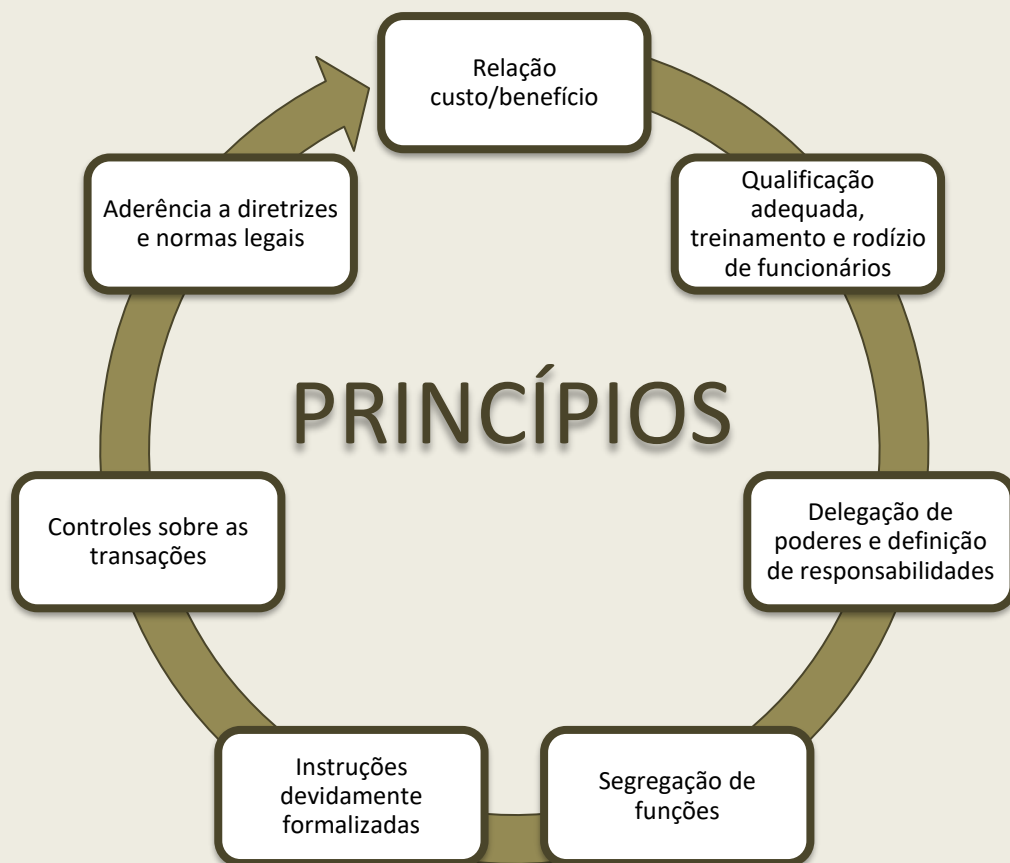 Relação
custo/benefício
Qualificação
adequada,
treinamento e rodízio
de funcionários
Delegação de
poderes e definição
de responsabilidades
Segregação de
funções
Instruções
devidamente
formalizadas
Controles sobre as
transações
Aderência a diretrizes
e normas legais
PRINCÍPIOS